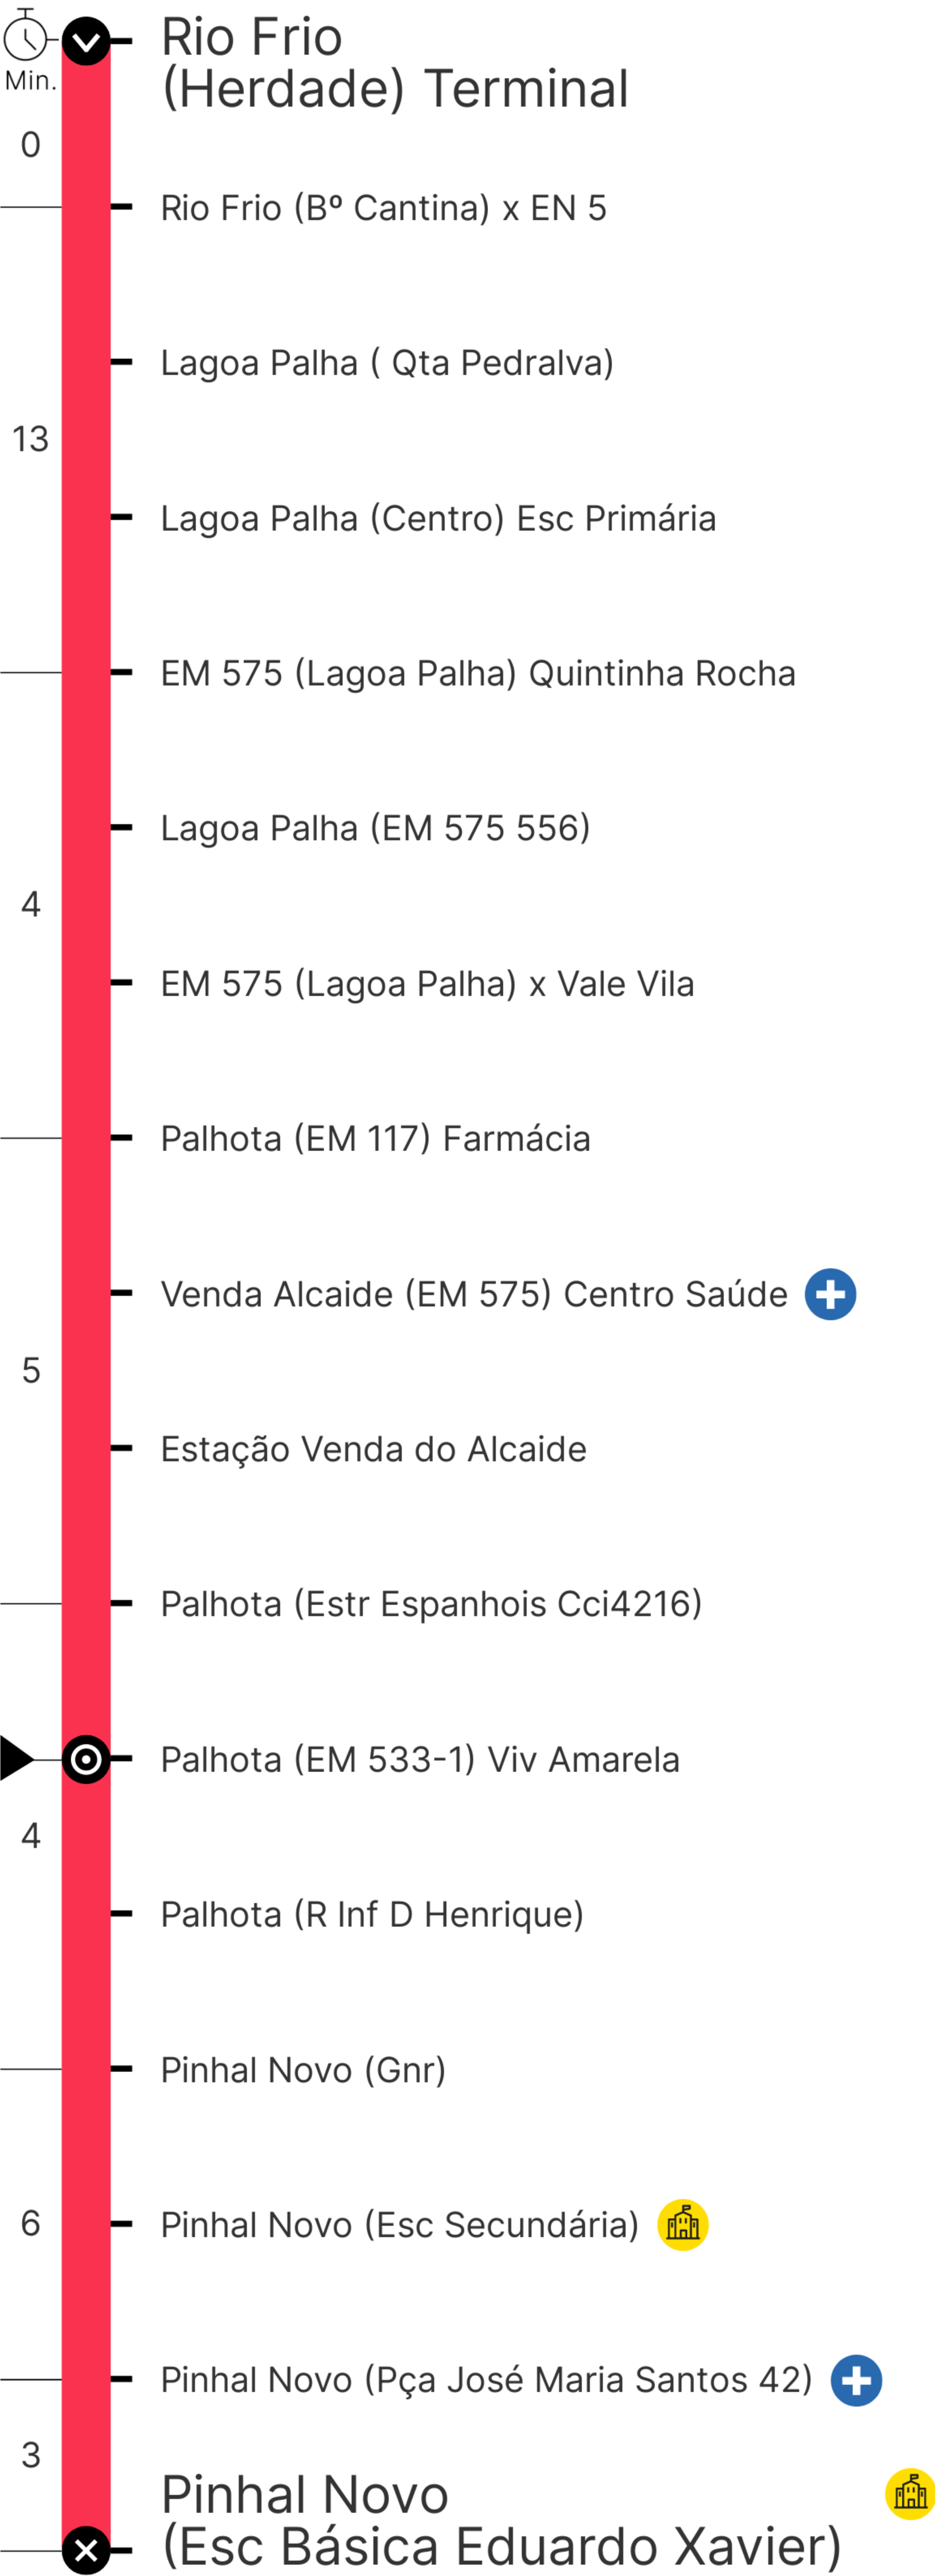 Rio Frio
(Herdade) Terminal
Min.
0
Rio Frio (Bº Cantina) x EN 5
Lagoa Palha ( Qta Pedralva)
13
Lagoa Palha (Centro) Esc Primária
EM 575 (Lagoa Palha) Quintinha Rocha
Lagoa Palha (EM 575 556)
4
EM 575 (Lagoa Palha) x Vale Vila
Palhota (EM 117) Farmácia
Venda Alcaide (EM 575) Centro Saúde
5
Estação Venda do Alcaide
Palhota (Estr Espanhois Cci4216)
Palhota (EM 533-1) Viv Amarela
4
Palhota (R Inf D Henrique)
Pinhal Novo (Gnr)
6
Pinhal Novo (Esc Secundária)
Pinhal Novo (Pça José Maria Santos 42)
3
Pinhal Novo
(Esc Básica Eduardo Xavier)